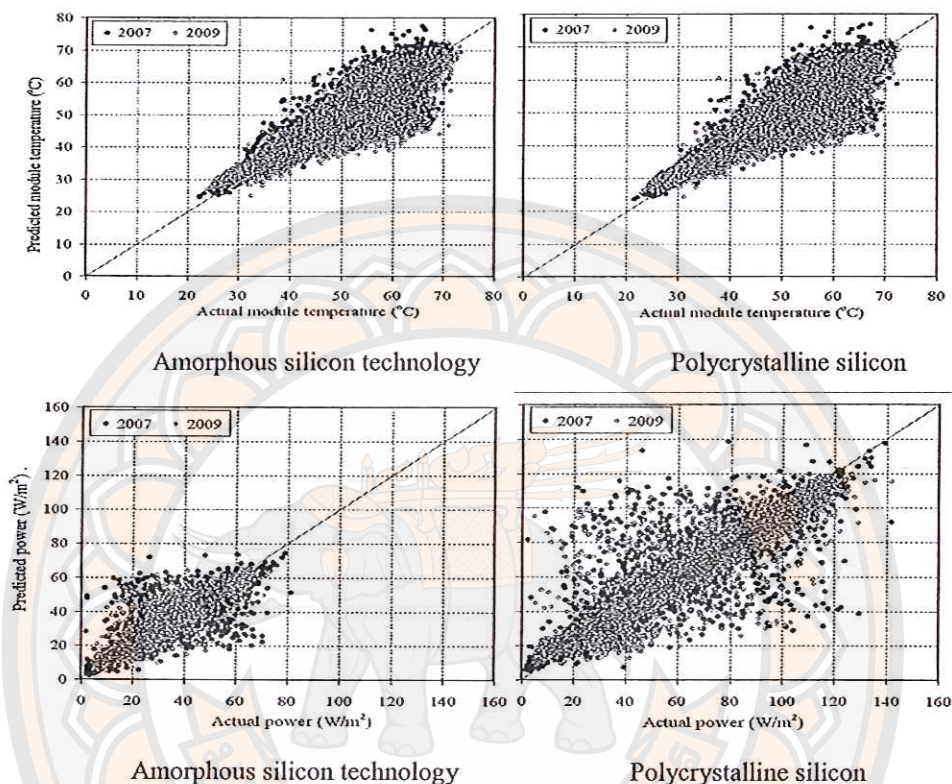 80
70
60
50
40
30
20
10
0
• 2007 ◦ 2009
Predicted module temperature (°C)
0 10 20 30 40 50 60 70 80
Actual module temperature (°C)
• 2007 ◦ 2009
0 10 20 30 40 50 60 70 80
Actual module temperature (°C)
Amorphous silicon technology
Polycrystalline silicon
160
140
120
100
80
60
40
20
0
• 2007 ◦ 2009
Predicted power (W/m²) .
0 20 40 60 80 100 120 140 160
Actual power (W/m²)
• 2007 ◦ 2009
0 20 40 60 80 100 120 140 160
Actual power (W/m²)
Amorphous silicon technology
Polycrystalline silicon